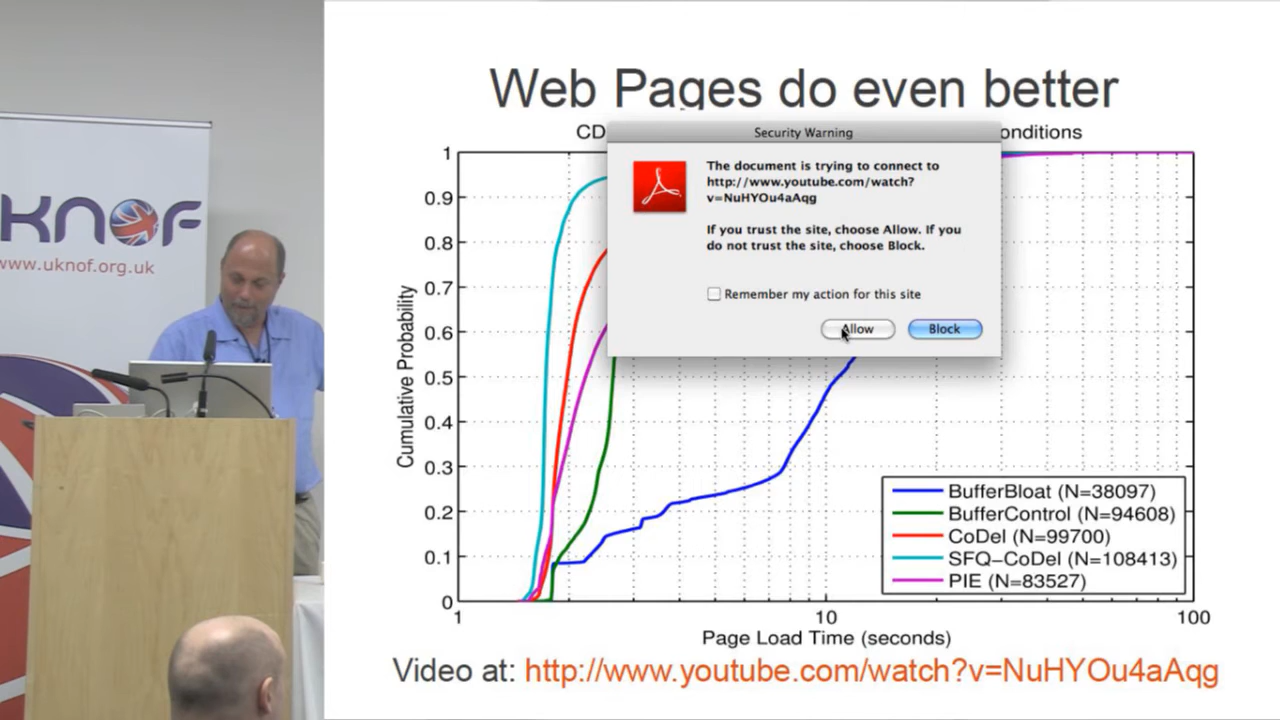 Web Pages do even better
CD
onditions
Security Warning
The document is trying to connect to
http://www.youtube.com/watch?
v=NuHYOu4aAqg
If you trust the site, choose Allow. If you
do not trust the site, choose Block.
Remember my action for this site
Allow
Block
KNOF
www.uknof.org.uk
Cumulative Probability
1
0.9
0.8
0.7
0.6
0.5
0.4
0.3
0.2
0.1
0
BufferBloat (N=38097)
BufferControl (N=94608)
CoDel (N=99700)
SFQ-CoDel (N=108413)
PIE (N=83527)
1
10
100
Page Load Time (seconds)
Video at: http://www.youtube.com/watch?v=NuHYOu4aAqg